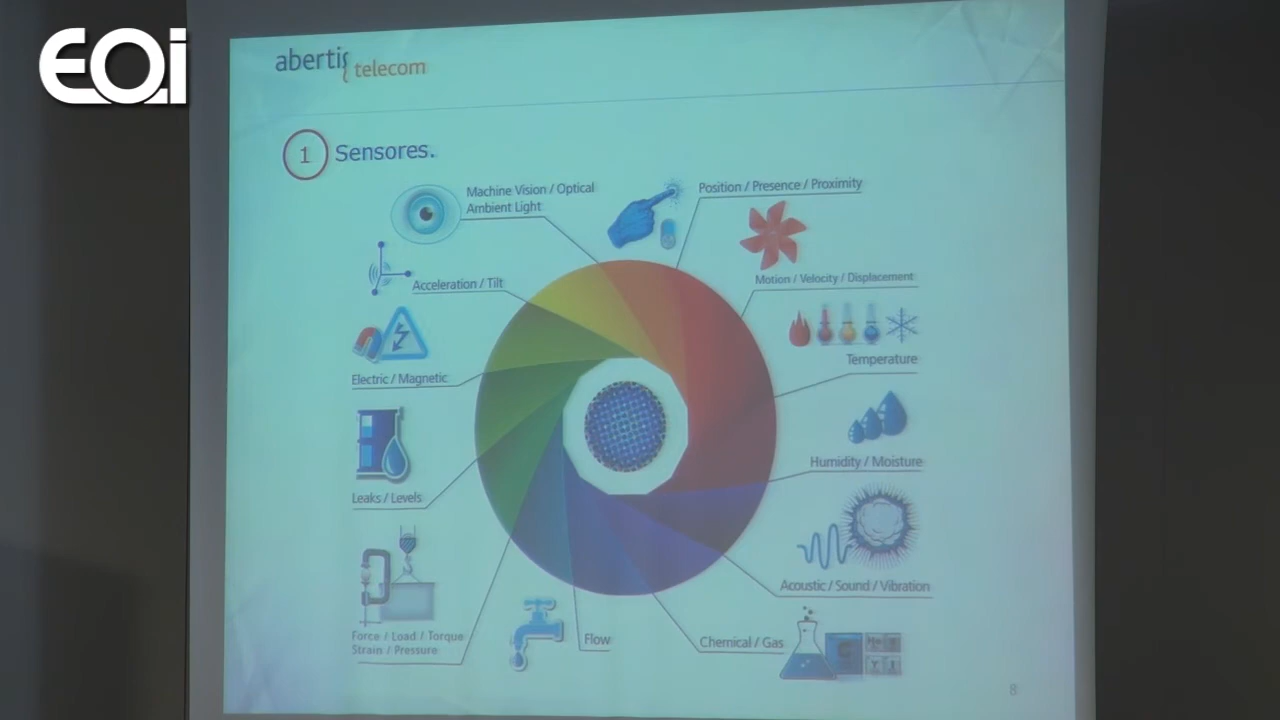 EOi
abertis
telecom
1 Sensores.
Machine Vision / Optical
Ambient Light
Position / Presence / Proximity
Motion / Velocity / Displacement
Acceleration / Tilt
Temperature
Electric / Magnetic
Humidity / Moisture
Leaks / Levels
Acoustic / Sound / Vibration
Force / Load / Torque
Strain / Pressure
Flow
Chemical / Gas
8